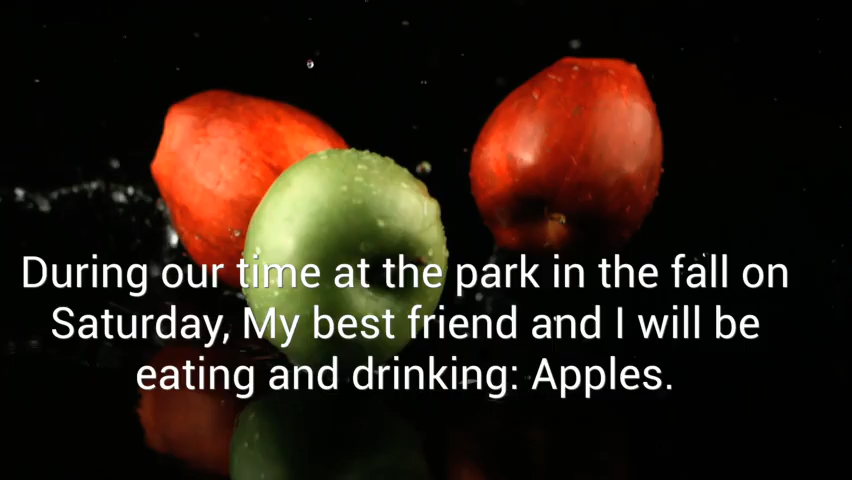 During our time at the park in the fall on
Saturday, My best friend and I will be
eating and drinking: Apples.